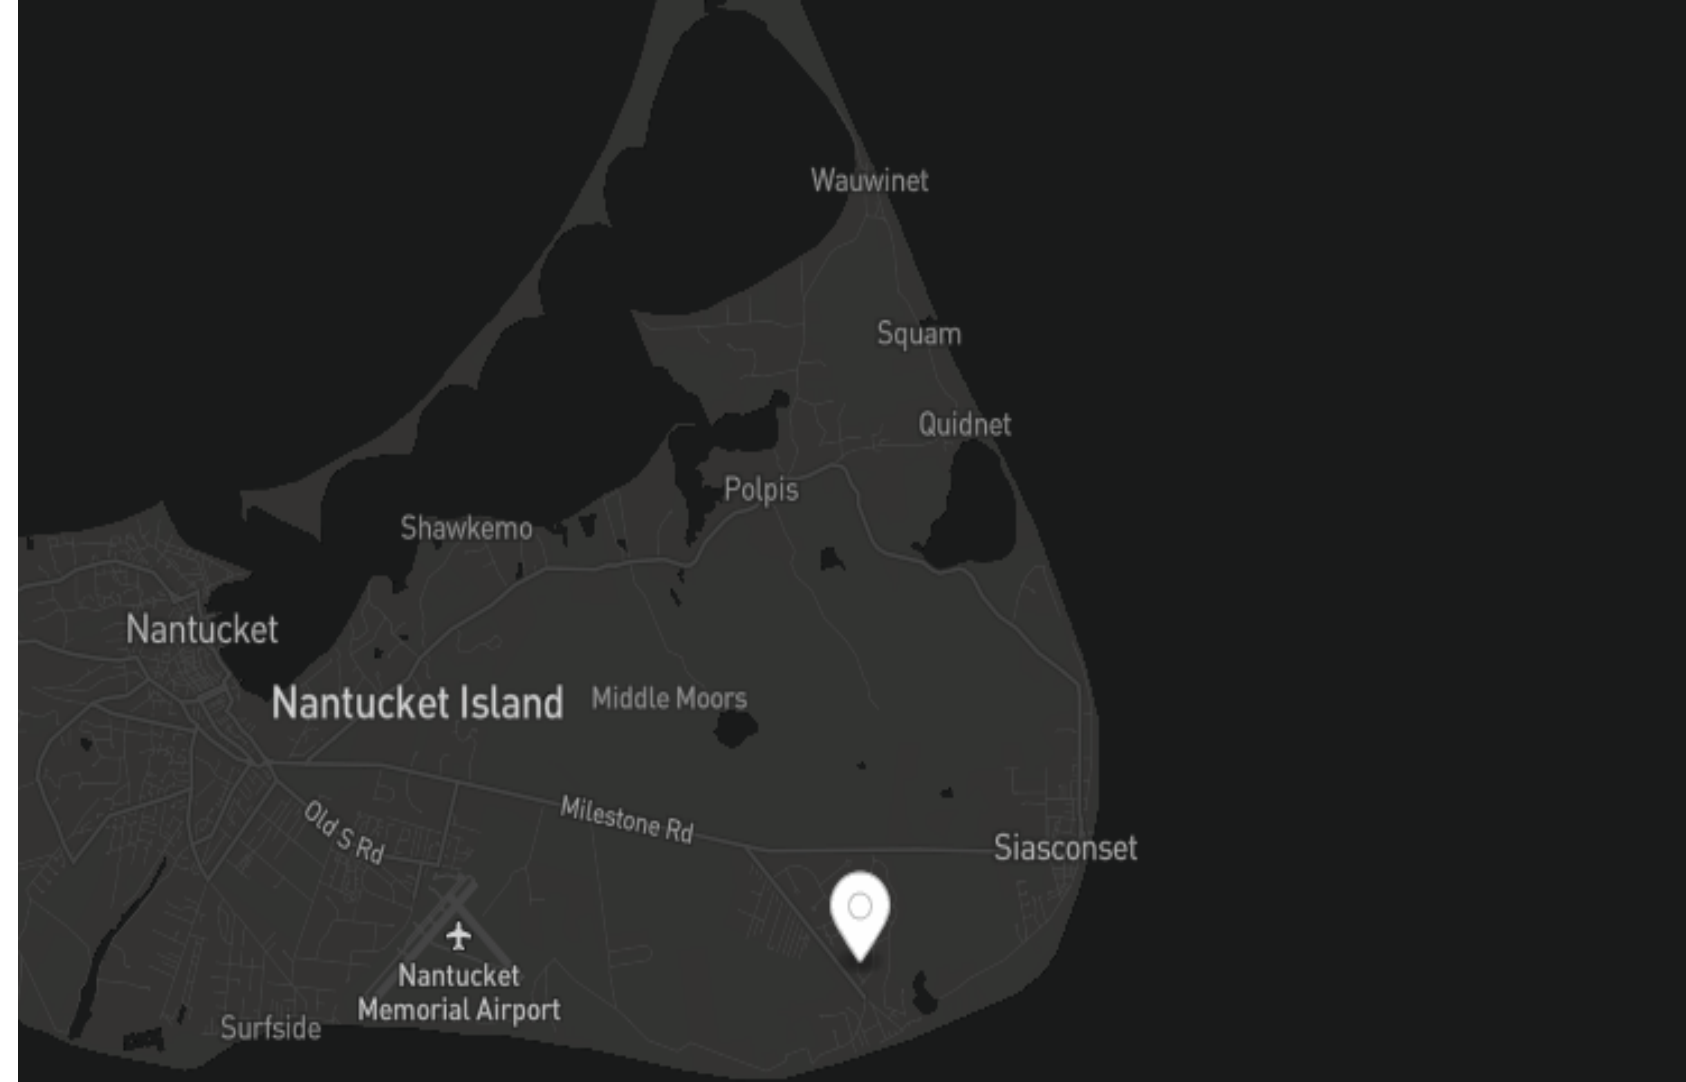 Wauwinet
Squam
Quidnet
Polpis
Shawkemo
Nantucket
Nantucket Island
Middle Moors
Milestone Rd
Old S Rd
Siasconset
Nantucket
Memorial Airport
Surfside